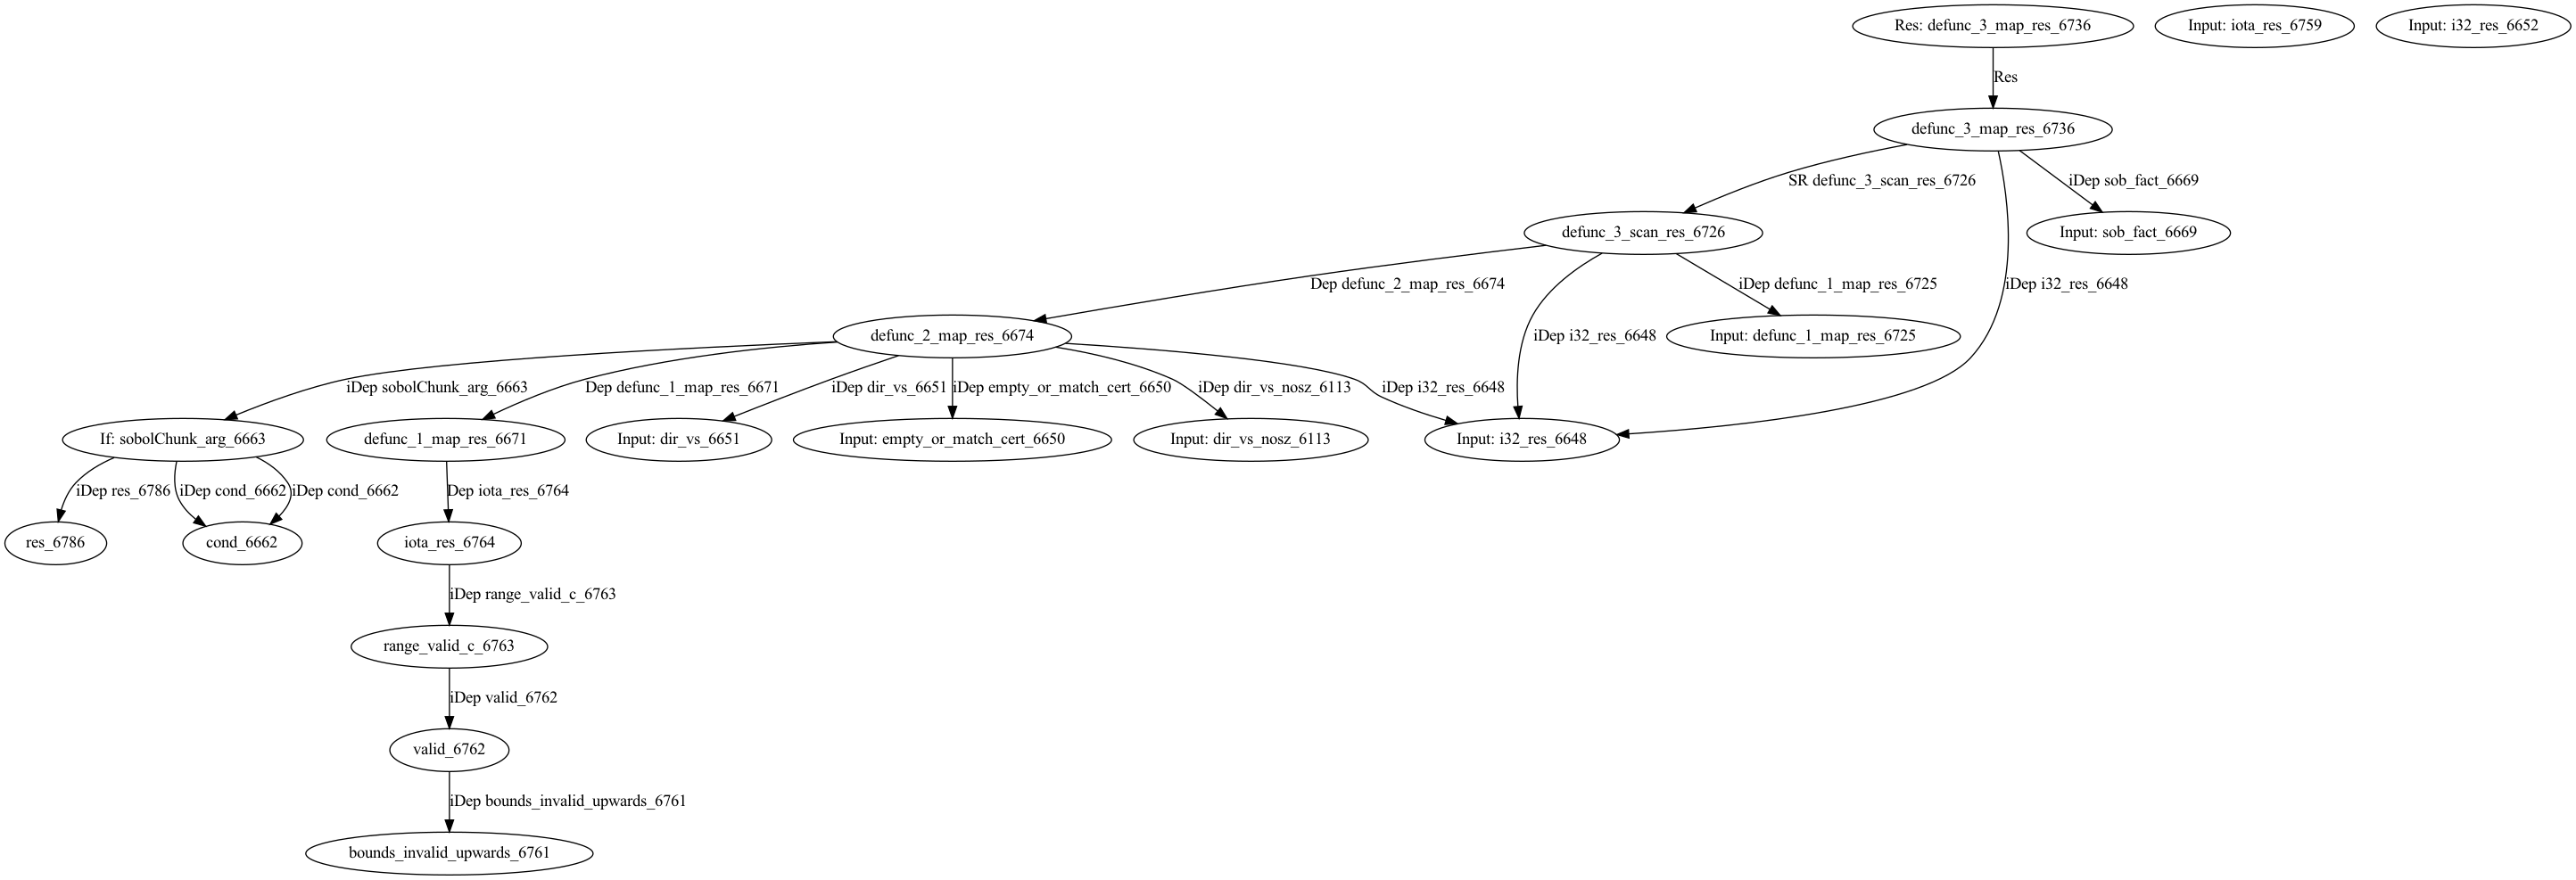 Res: defunc_3_map_res_6736
Input: iota_res_6759
Input: i32_res_6652
Res
defunc_3_map_res_6736
SR defunc_3_scan_res_6726
iDep sob_fact_6669
defunc_3_scan_res_6726
Input: sob_fact_6669
Dep defunc_2_map_res_6674
iDep defunc_1_map_res_6725
iDep i32_res_6648
defunc_2_map_res_6674
iDep i32_res_6648
Input: defunc_1_map_res_6725
iDep sobolChunk_arg_6663
Dep defunc_1_map_res_6671
iDep dir_vs_6651
iDep empty_or_match_cert_6650
iDep dir_vs_nosz_6113
iDep i32_res_6648
If: sobolChunk_arg_6663
defunc_1_map_res_6671
Input: dir_vs_6651
Input: empty_or_match_cert_6650
Input: dir_vs_nosz_6113
Input: i32_res_6648
iDep res_6786
iDep cond_6662
iDep cond_6662
Dep iota_res_6764
res_6786
cond_6662
iota_res_6764
iDep range_valid_c_6763
range_valid_c_6763
iDep valid_6762
valid_6762
iDep bounds_invalid_upwards_6761
bounds_invalid_upwards_6761